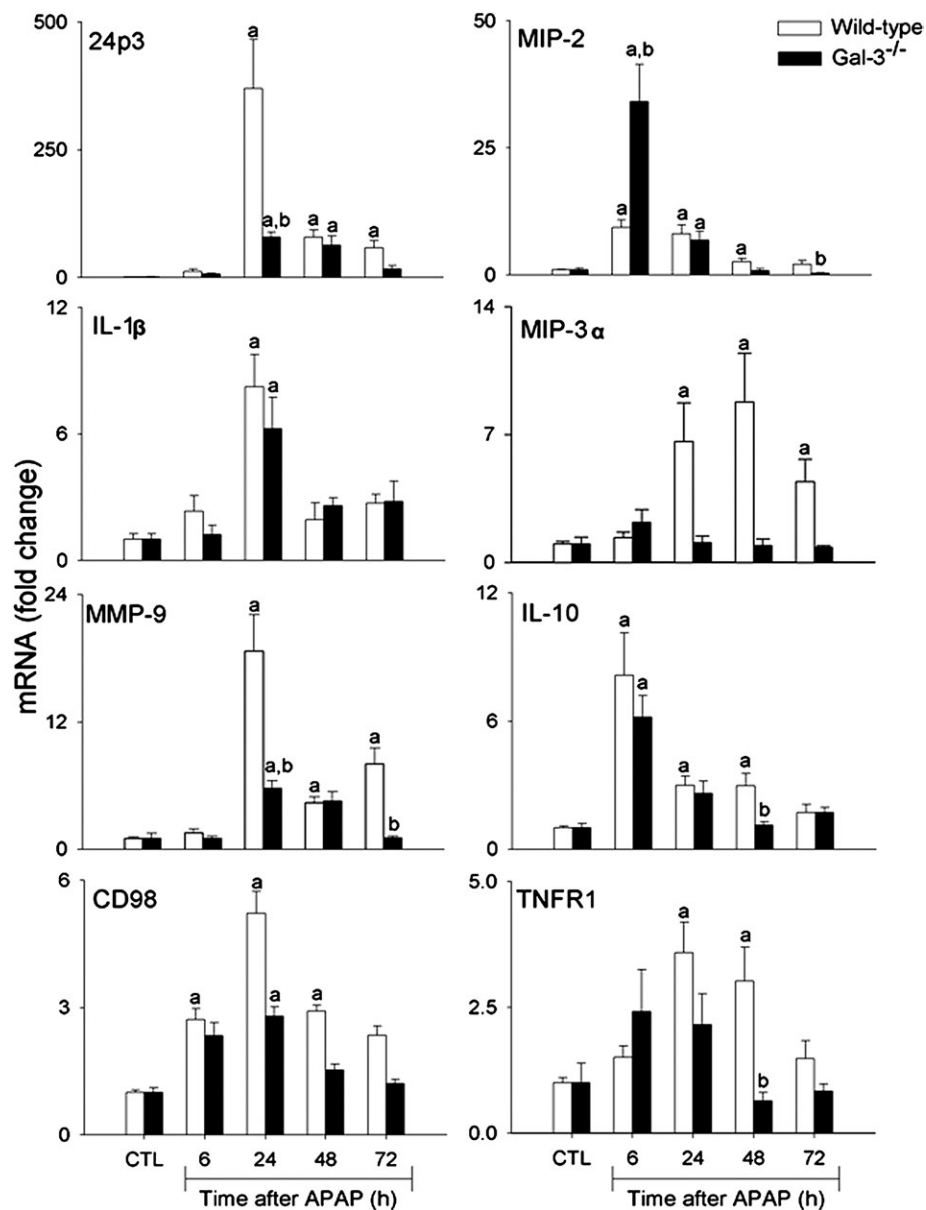 mRNA (fold change)
24p3
500
250
0
a
a,b
a
a
a
MIP-2
50
25
0
a
a,b
a
a
b
Wild-type
Gal-3-/-
IL-1β
12
6
0
a
a
MIP-3α
14
7
0
a
a
a
MMP-9
24
12
0
a
a,b
a
a
b
IL-10
12
6
0
a
a
a
a
b
CD98
6
3
0
a
a
a
a
CTL 6 24 48 72
Time after APAP (h)
TNFR1
5.0
2.5
0.0
a
a
b
CTL 6 24 48 72
Time after APAP (h)